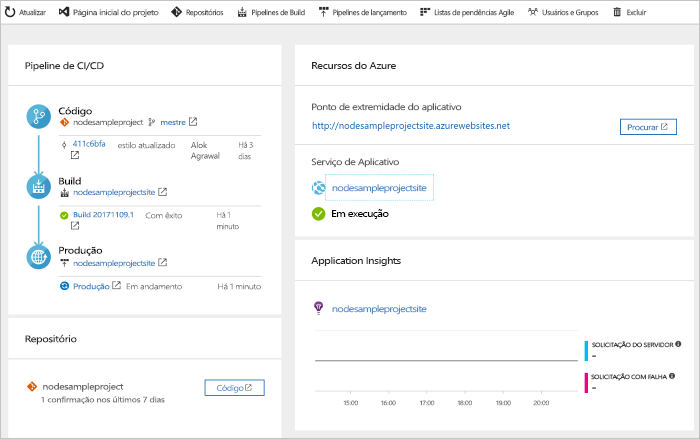 Atualizar
Página inicial do projeto
Repositórios
Pipelines de Build
Pipelines de lançamento
Listas de pendências Agile
Usuários e Grupos
Excluir
Pipeline de CI/CD
Código
nodesampleproject mestre
411c6bfa estilo atualizado Alok Há 3
Agrawal dias
Build
nodesampleprojectsite
Build 20171109.1 Com êxito Há 1
minuto
Produção
nodesampleprojectsite
Produção Em andamento Há 1 minuto
Repositório
nodesampleproject Código
1 confirmação nos últimos 7 dias
Recursos do Azure
Ponto de extremidade do aplicativo
http://nodesampleprojectsite.azurewebsites.net Procurar
Serviço de Aplicativo
nodesampleprojectsite
Em execução
Application Insights
nodesampleprojectsite
SOLICITAÇÃO DO SERVIDOR
--
SOLICITAÇÃO COM FALHA
--
15:00 16:00 17:00 18:00 19:00 20:00